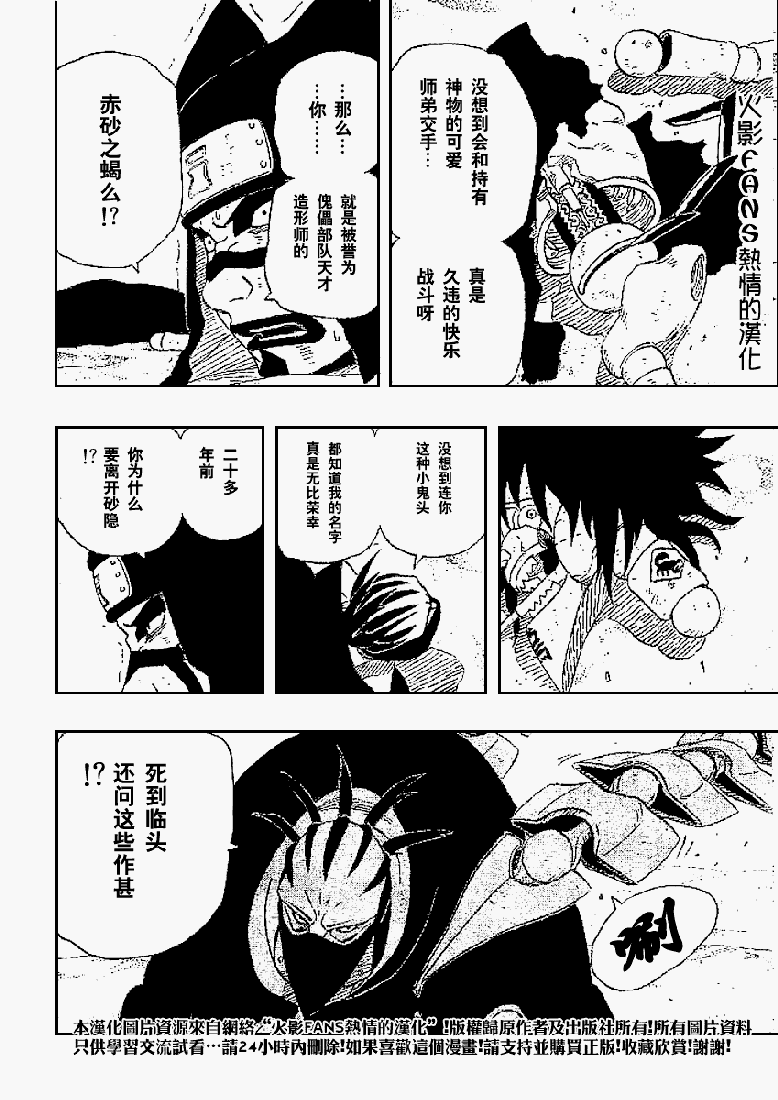 火影FANS熱情的漢化
没想到会和持有
神物的可爱
师弟交手…
真是
久违的快乐
战斗呀
…那么…
…你……
就是被誉为
傀儡部队天才
造形师的
赤砂之蝎么!?
没想到连你
这种小鬼头
都知道我的名字
真是无比荣幸
二十多
年前
你为什么
要离开砂隐
!?
死到临头
还问这些作甚
!?
唰
本漢化圖片資源來自網絡之“火影FANS熱情的漢化”!版權歸原作者及出版社所有!所有圖片資料
只供學習交流試看…請24小時內刪除!如果喜歡這個漫畫!請支持並購買正版!收藏欣賞!謝謝!